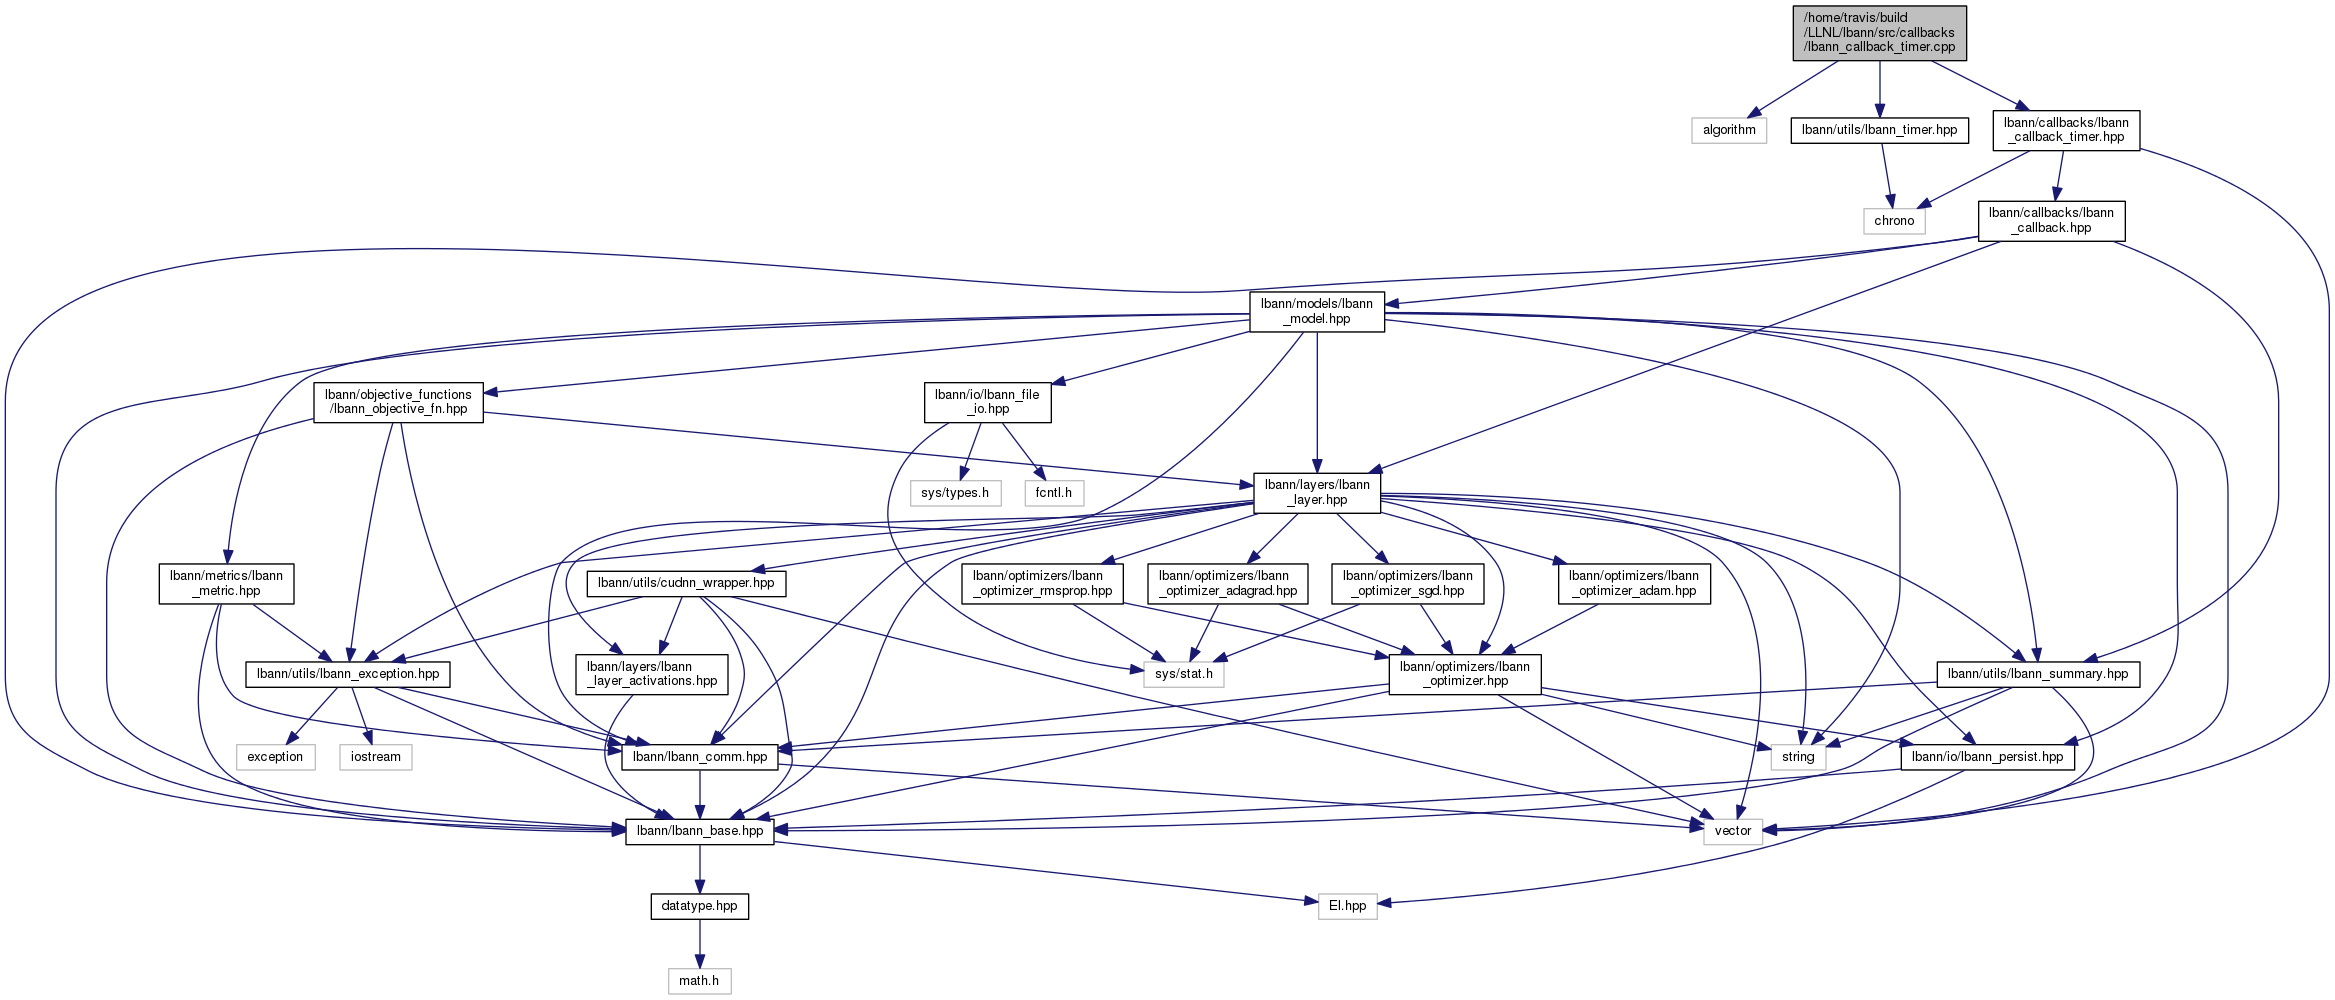 /home/travis/build
/LLNL/lbann/src/callbacks
/lbann_callback_timer.cpp
algorithm
lbann/utils/lbann_timer.hpp
lbann/callbacks/lbann
_callback_timer.hpp
chrono
lbann/callbacks/lbann
_callback.hpp
lbann/models/lbann
_model.hpp
lbann/objective_functions
/lbann_objective_fn.hpp
lbann/io/lbann_file
_io.hpp
sys/types.h
fcntl.h
lbann/layers/lbann
_layer.hpp
lbann/metrics/lbann
_metric.hpp
lbann/utils/cudnn_wrapper.hpp
lbann/optimizers/lbann
_optimizer_rmsprop.hpp
lbann/optimizers/lbann
_optimizer_adagrad.hpp
lbann/optimizers/lbann
_optimizer_sgd.hpp
lbann/optimizers/lbann
_optimizer_adam.hpp
lbann/utils/lbann_exception.hpp
lbann/layers/lbann
_layer_activations.hpp
sys/stat.h
lbann/optimizers/lbann
_optimizer.hpp
lbann/utils/lbann_summary.hpp
exception
iostream
lbann/lbann_comm.hpp
string
lbann/io/lbann_persist.hpp
lbann/lbann_base.hpp
vector
datatype.hpp
El.hpp
math.h